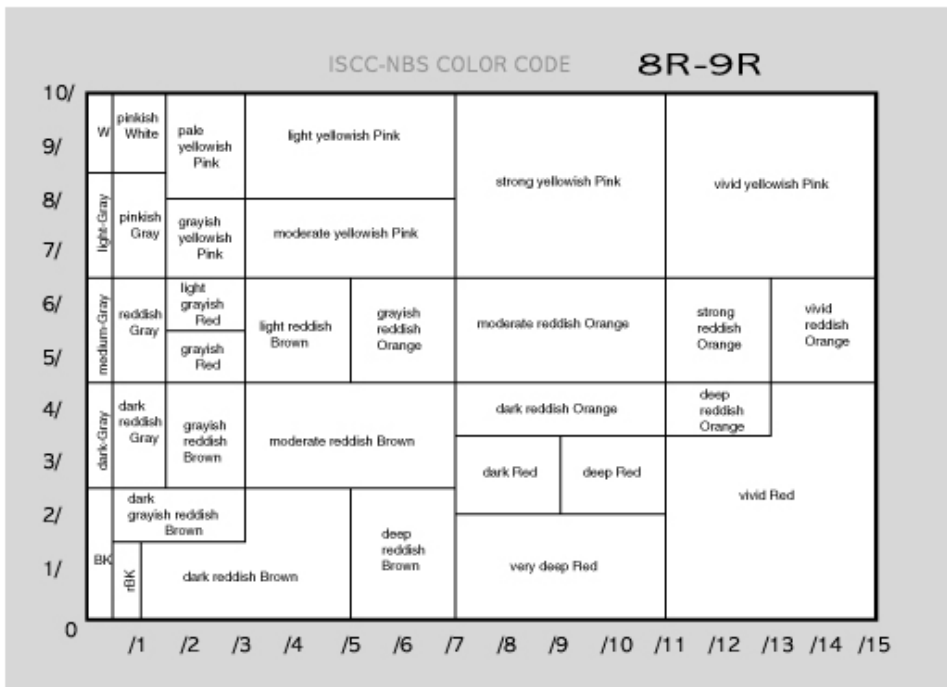 ISCC-NBS COLOR CODE 8R-9R
10/
9/
8/
7/
6/
5/
4/
3/
2/
1/
0
W
pinkish
White
pale
yellowish
Pink
light yellowish Pink
strong yellowish Pink
vivid yellowish Pink
light-Gray
pinkish
Gray
grayish
yellowish
Pink
moderate yellowish Pink
medium-Gray
reddish
Gray
light
grayish
Red
grayish
Red
light reddish
Brown
grayish
reddish
Orange
moderate reddish Orange
strong
reddish
Orange
vivid
reddish
Orange
dark-Gray
dark
reddish
Gray
grayish
reddish
Brown
moderate reddish Brown
dark reddish Orange
deep
reddish
Orange
dark Red
deep Red
vivid Red
BK
dark
grayish reddish
Brown
rBK
dark reddish Brown
deep
reddish
Brown
very deep Red
/1 /2 /3 /4 /5 /6 /7 /8 /9 /10 /11 /12 /13 /14 /15